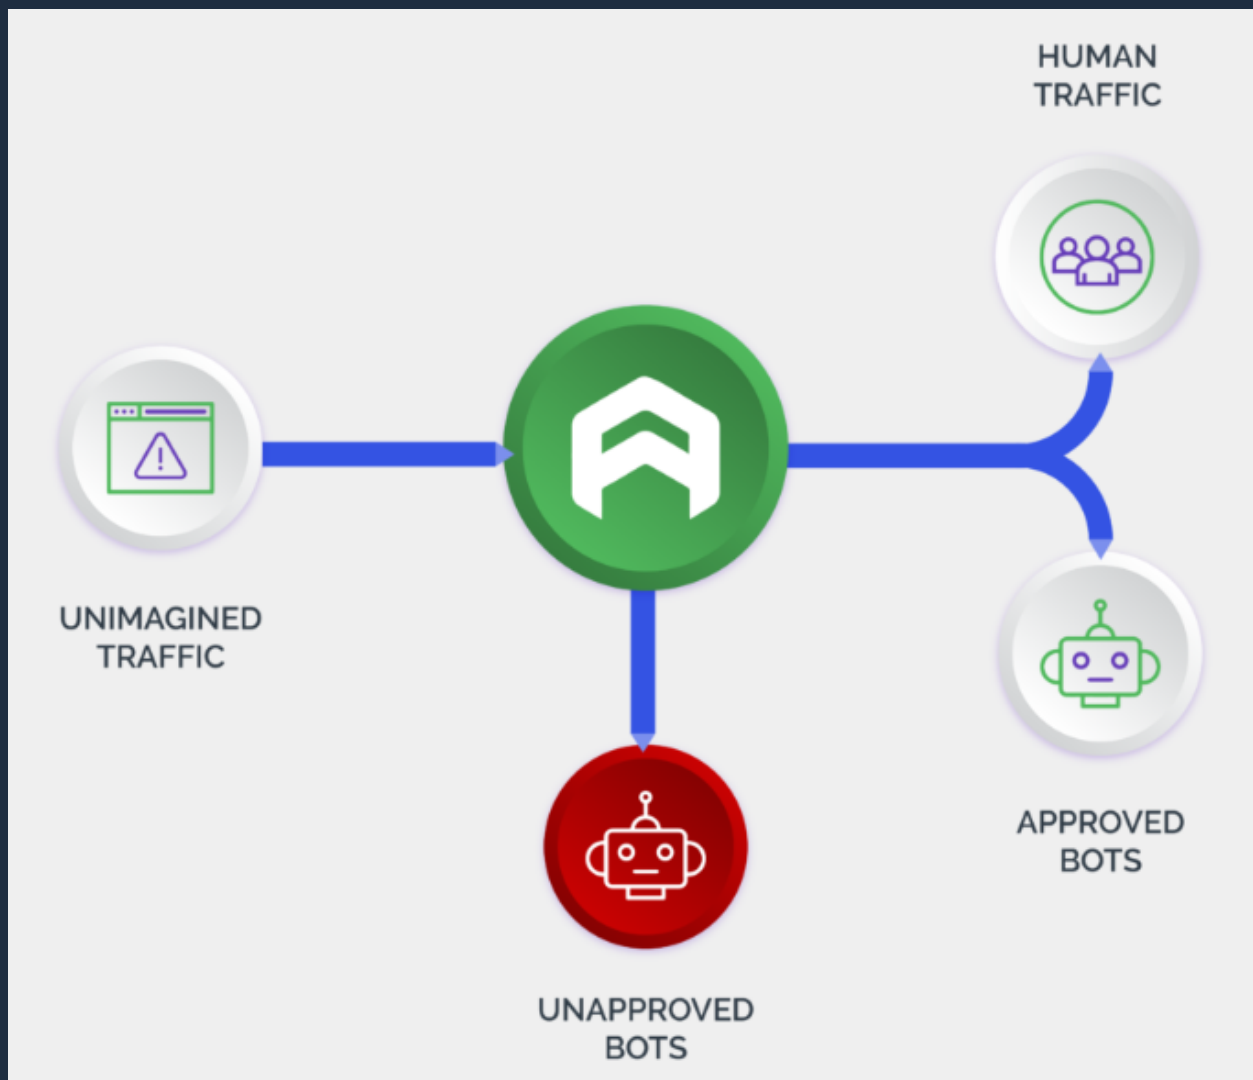 HUMAN
TRAFFIC
UNIMAGINED
TRAFFIC
APPROVED
BOTS
UNAPPROVED
BOTS